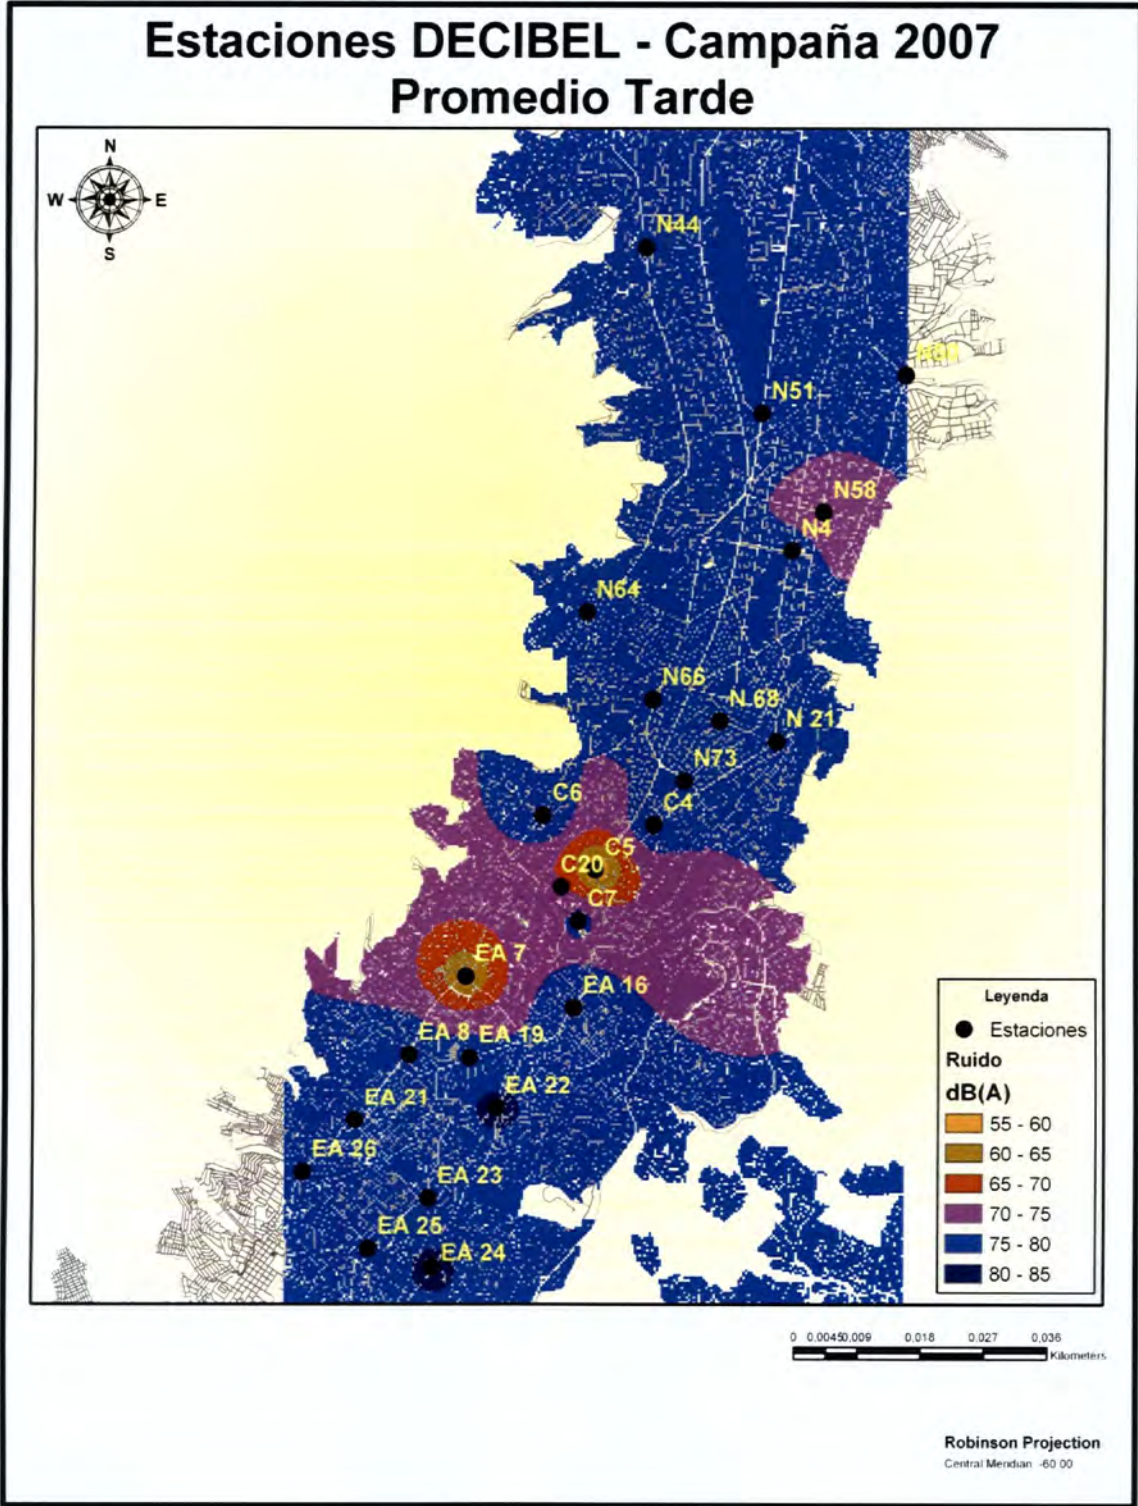 Estaciones DECIBEL - Campaña 2007
Promedio Tarde
N
W E
S
N44
N51
N58
N4
N64
N66
N 68
N 21
N73
C6
C4
C5
C20
C7
EA 7
EA 16
EA 8
EA 19
EA 22
EA 21
EA 26
EA 23
EA 25
EA 24
Leyenda
Estaciones
Ruido
dB(A)
55 - 60
60 - 65
65 - 70
70 - 75
75 - 80
80 - 85
0 0.00450.009 0.018 0.027 0.036
Kilometers
Robinson Projection
Central Meridian -60.00